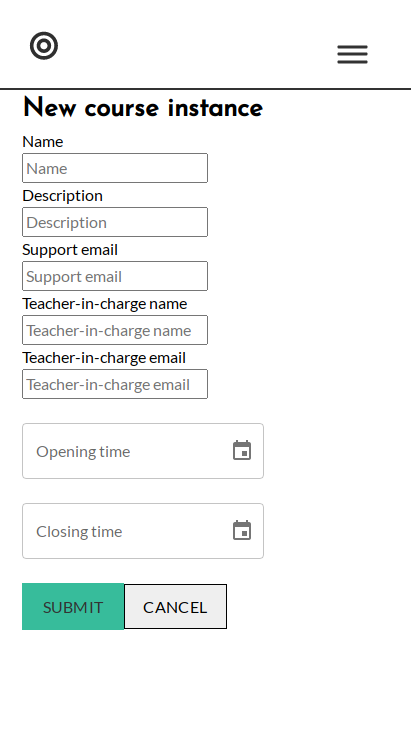 New course instance
Name
Name
Description
Description
Support email
Support email
Teacher-in-charge name
Teacher-in-charge name
Teacher-in-charge email
Teacher-in-charge email
Opening time
Closing time
SUBMIT CANCEL